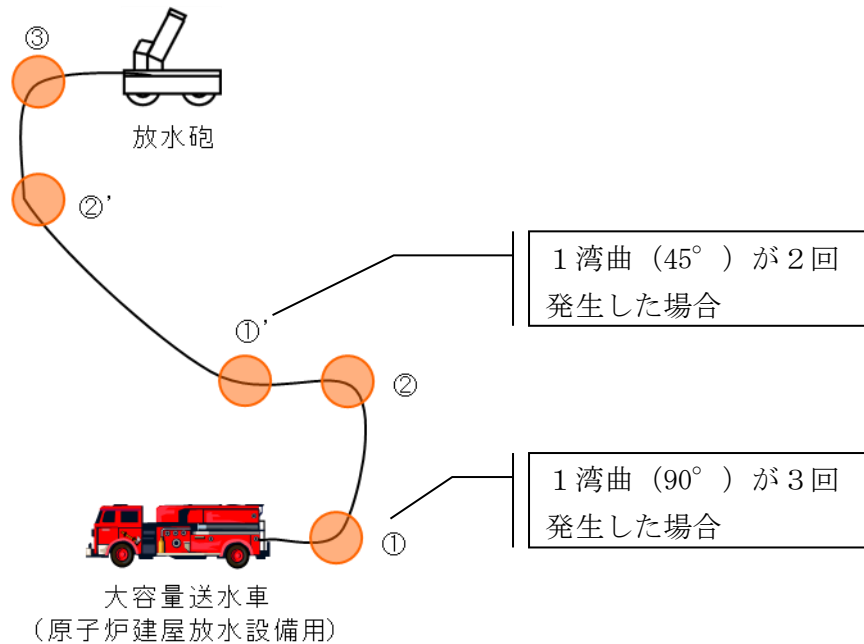 ③
放水砲
②’
1湾曲(45°)が2回
発生した場合
①’
②
1湾曲(90°)が3回
発生した場合
①
大容量送水車
(原子炉建屋放水設備用)